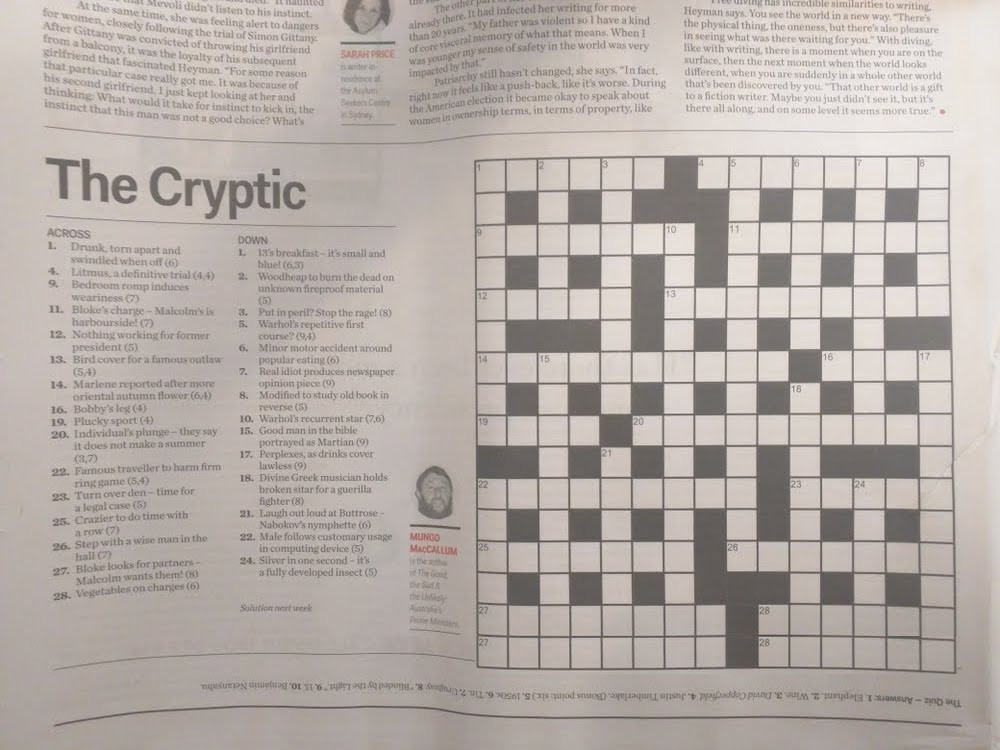 that Mevoli didn't listen to his instinct.
At the same time, she was feeling alert to dangers
for women, closely following the trial of Simon Gittany.
After Gittany was convicted of throwing his girlfriend
from a balcony, it was the loyalty of his subsequent
girlfriend that fascinated Heyman. "For some reason
that particular case really got me. It was because of
his second girlfriend. I just kept looking at her and
thinking: What would it take for instinct to kick in, the
instinct that this man was not a good choice? What's
SARAH PRICE
is writer-in-
residence at
the Asylum
Seekers Centre
in Sydney.
The other part of
already there. It had infected her writing for more
than 20 years. "My father was violent so I have a kind
of core visceral memory of what that means. When I
was younger my sense of safety in the world was very
impacted by that."
Patriarchy still hasn't changed, she says. "In fact,
right now it feels like a push-back, like it's worse. During
the American election it became okay to speak about
women in ownership terms, in terms of property, like
Free diving has incredible similarities to writing,
Heyman says. You see the world in a new way. "There's
the physical thing, the oneness, but there's also pleasure
in seeing what was there waiting for you." With diving,
like with writing, there is a moment when you are on the
surface, then the next moment when the world looks
different, when you are suddenly in a whole other world
that's been discovered by you. "That other world is a gift
to a fiction writer. Maybe you just didn't see it, but it's
there all along, and on some level it seems more true."
The Cryptic
ACROSS
1. Drunk, torn apart and
swindled when off (6)
4. Litmus, a definitive trial (4,4)
9. Bedroom romp induces
weariness (7)
11. Bloke's charge – Malcolm's is
harbourside! (7)
12. Nothing working for former
president (5)
13. Bird cover for a famous outlaw
(5,4)
14. Marlene reported after more
oriental autumn flower (6,4)
16. Bobby's leg (4)
19. Plucky sport (4)
20. Individual's plunge – they say
it does not make a summer
(3,7)
22. Famous traveller to harm firm
ring game (5,4)
23. Turn over den – time for
a legal case (5)
25. Crazier to do time with
a row (7)
26. Step with a wise man in the
hall (7)
27. Bloke looks for partners –
Malcolm wants them! (8)
28. Vegetables on charges (6)
DOWN
1. 13's breakfast – it's small and
blue! (6,3)
2. Woodheap to burn the dead on
unknown fireproof material
(5)
3. Put in peril? Stop the rage! (8)
5. Warhol's repetitive first
course? (9,4)
6. Minor motor accident around
popular eating (6)
7. Real idiot produces newspaper
opinion piece (9)
8. Modified to study old book in
reverse (5)
10. Warhol's recurrent star (7,6)
15. Good man in the bible
portrayed as Martian (9)
17. Perplexes, as drinks cover
lawless (9)
18. Divine Greek musician holds
broken sitar for a guerilla
fighter (8)
21. Laugh out loud at Buttrose –
Nabokov's nymphette (6)
22. Male follows customary usage
in computing device (5)
24. Silver in one second – it's
a fully developed insect (5)
Solution next week
MUNGO
MacCALLUM
is the author
of The Good,
the Bad &
the Unlikely:
Australia's
Prime Ministers.
1 2 3 4 5 6 7 8
9 10 11
12 13
14 15 16 17
18
19 20
21
22 23 24
25 26
27 28
27 28
The Quiz – Answers: 1. Elephant. 2. Wine. 3. David Copperfield. 4. Justin Timberlake. (Bonus point: six) 5. 1950s. 6. Tin. 7. Uruguay. 8. "Blinded by the Light." 9. 15. 10. Benjamin Netanyahu.